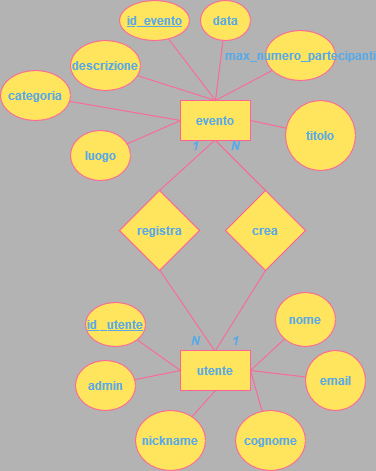 id_evento
data
max_numero_partecipanti
descrizione
categoria
evento
titolo
luogo
1
N
registra
crea
id_utente
N
1
nome
utente
admin
email
nickname
cognome